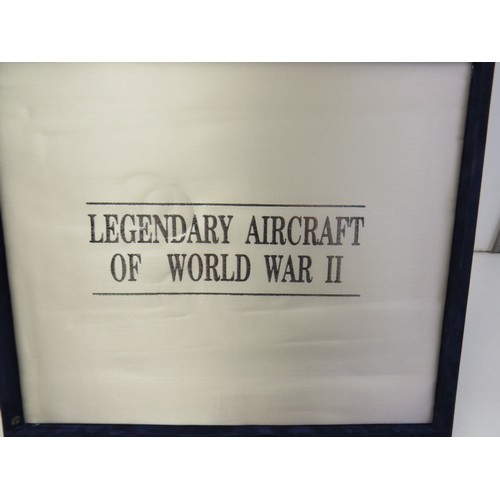 LEGENDARY AIRCRAFT
OF WORLD WAR II